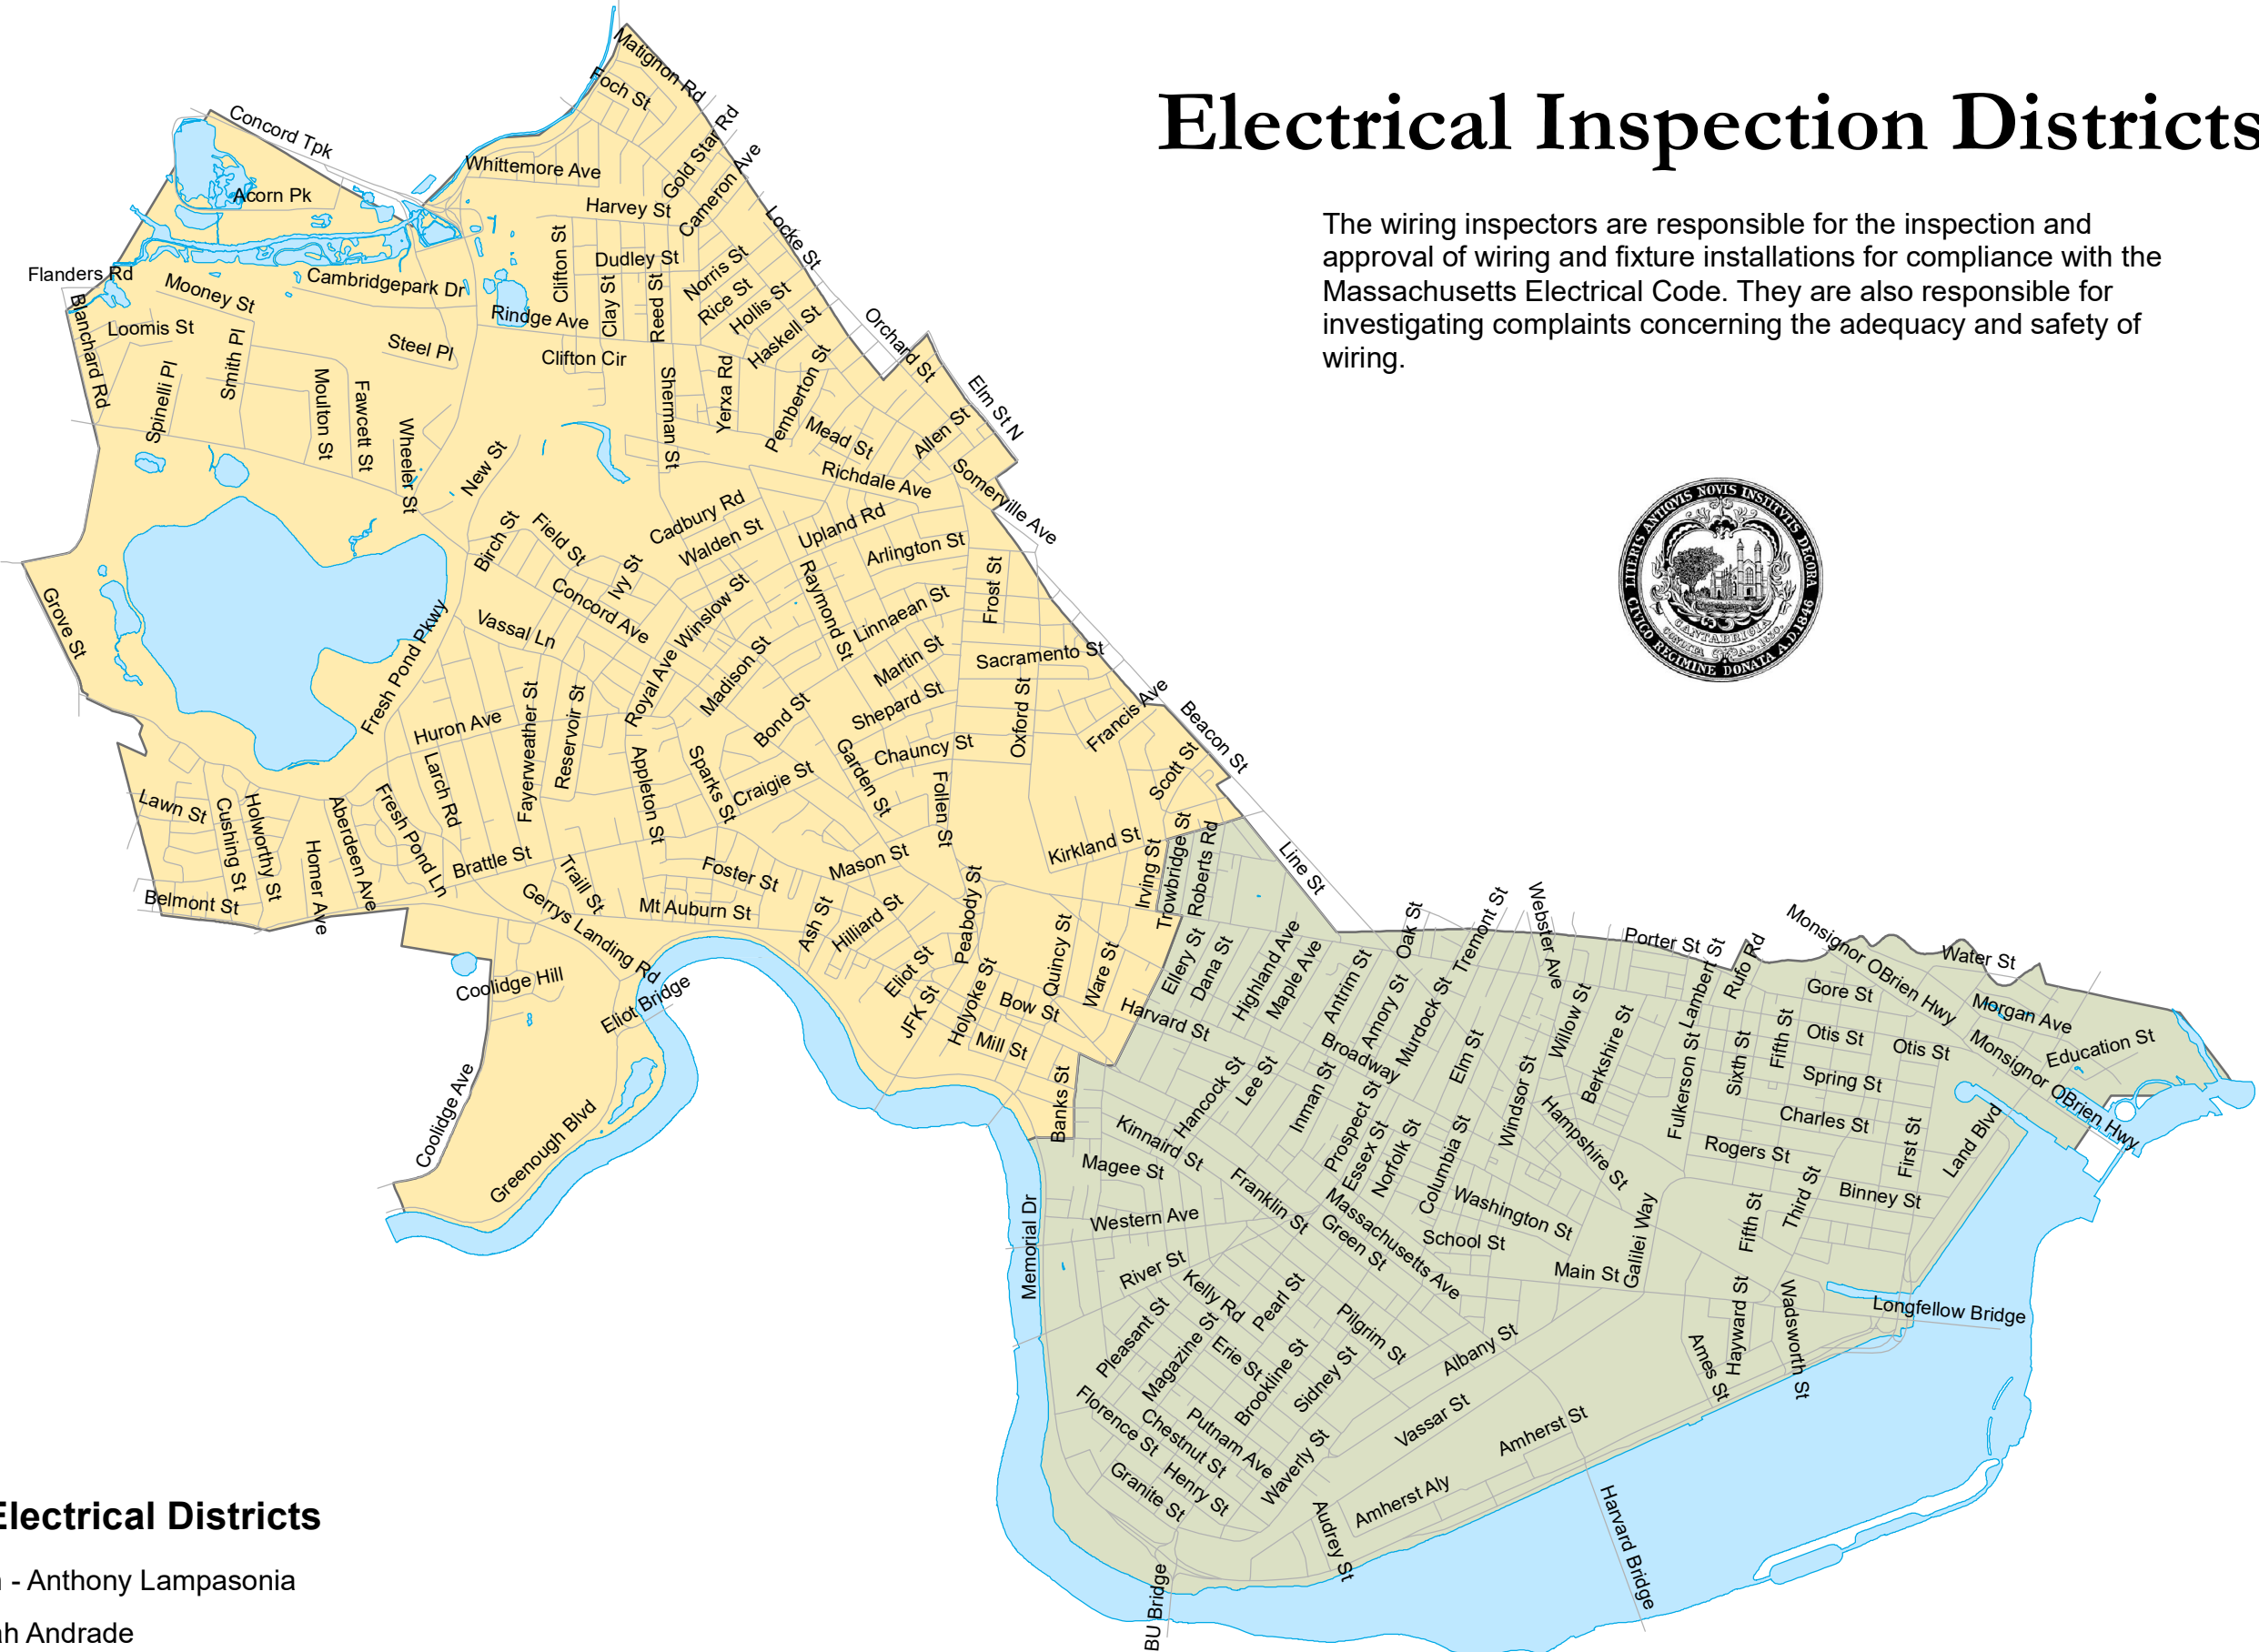 Electrical Inspection Districts
The wiring inspectors are responsible for the inspection and
approval of wiring and fixture installations for compliance with the
Massachusetts Electrical Code. They are also responsible for
investigating complaints concerning the adequacy and safety of
wiring.
LITERIS ANTIQVIS NOVIS INSTITVTIS DECORA
CIVICO REGIMINE DONATA A.D. 1846
CANTABRIGIA
CONDITA A.D. 1630.
Matignon Rd
Foch St
Concord Tpk
Whittemore Ave
Gold Star Rd
Cameron Ave
Acorn Pk
Harvey St
Locke St
Clifton St
Dudley St
Flanders Rd
Mooney St
Cambridgepark Dr
Clay St
Reed St
Norris St
Rice St
Hollis St
Haskell St
Rindge Ave
Blanchard Rd
Loomis St
Smith Pl
Steel Pl
Clifton Cir
Orchard St
Spinelli Pl
Moulton St
Fawcett St
Wheeler St
Sherman St
Yerxa Rd
Pemberton St
Elm St N
Mead St
Allen St
New St
Richdale Ave
Somerville Ave
Cadbury Rd
Walden St
Upland Rd
Birch St
Field St
Ivy St
Arlington St
Frost St
Concord Ave
Winslow St
Raymond St
Linnaean St
Grove St
Fresh Pond Pkwy
Vassal Ln
Royal Ave
Madison St
Martin St
Sacramento St
Huron Ave
Fayerweather St
Reservoir St
Bond St
Shepard St
Oxford St
Francis Ave
Beacon St
Larch Rd
Appleton St
Sparks St
Craigie St
Garden St
Chauncy St
Follen St
Scott St
Lawn St
Cushing St
Holworthy St
Homer Ave
Aberdeen Ave
Fresh Pond Ln
Brattle St
Traill St
Foster St
Mason St
Kirkland St
Irving St
Trowbridge St
Roberts Rd
Line St
Belmont St
Gerrys Landing Rd
Mt Auburn St
Ash St
Hilliard St
Peabody St
Quincy St
Ware St
Coolidge Hill
Eliot Bridge
Eliot St
JFK St
Holyoke St
Bow St
Mill St
Banks St
Coolidge Ave
Greenough Blvd
Ellery St
Dana St
Highland Ave
Maple Ave
Antrim St
Amory St
Oak St
Tremont St
Murdock St
Webster Ave
Porter St
Lambert St
Rufo Rd
Monsignor OBrien Hwy
Water St
Harvard St
Broadway
Willow St
Berkshire St
Gore St
Morgan Ave
Elm St
Windsor St
Fulkerson St
Sixth St
Fifth St
Otis St
Otis St
Monsignor OBrien Hwy
Education St
Hancock St
Lee St
Inman St
Prospect St
Essex St
Norfolk St
Columbia St
Hampshire St
Spring St
Charles St
Kinnaird St
Magee St
Rogers St
First St
Land Blvd
Franklin St
Massachusetts Ave
Washington St
Third St
Binney St
Memorial Dr
Western Ave
Green St
School St
Galilei Way
Fifth St
River St
Kelly Rd
Pearl St
Main St
Pleasant St
Magazine St
Erie St
Pilgrim St
Hayward St
Wadsworth St
Longfellow Bridge
Brookline St
Sidney St
Albany St
Ames St
Florence St
Chestnut St
Putnam Ave
Vassar St
Amherst St
Granite St
Henry St
Waverly St
Amherst Aly
Audrey St
Harvard Bridge
BU Bridge
Electrical Districts
- Anthony Lampasonia
Andrade